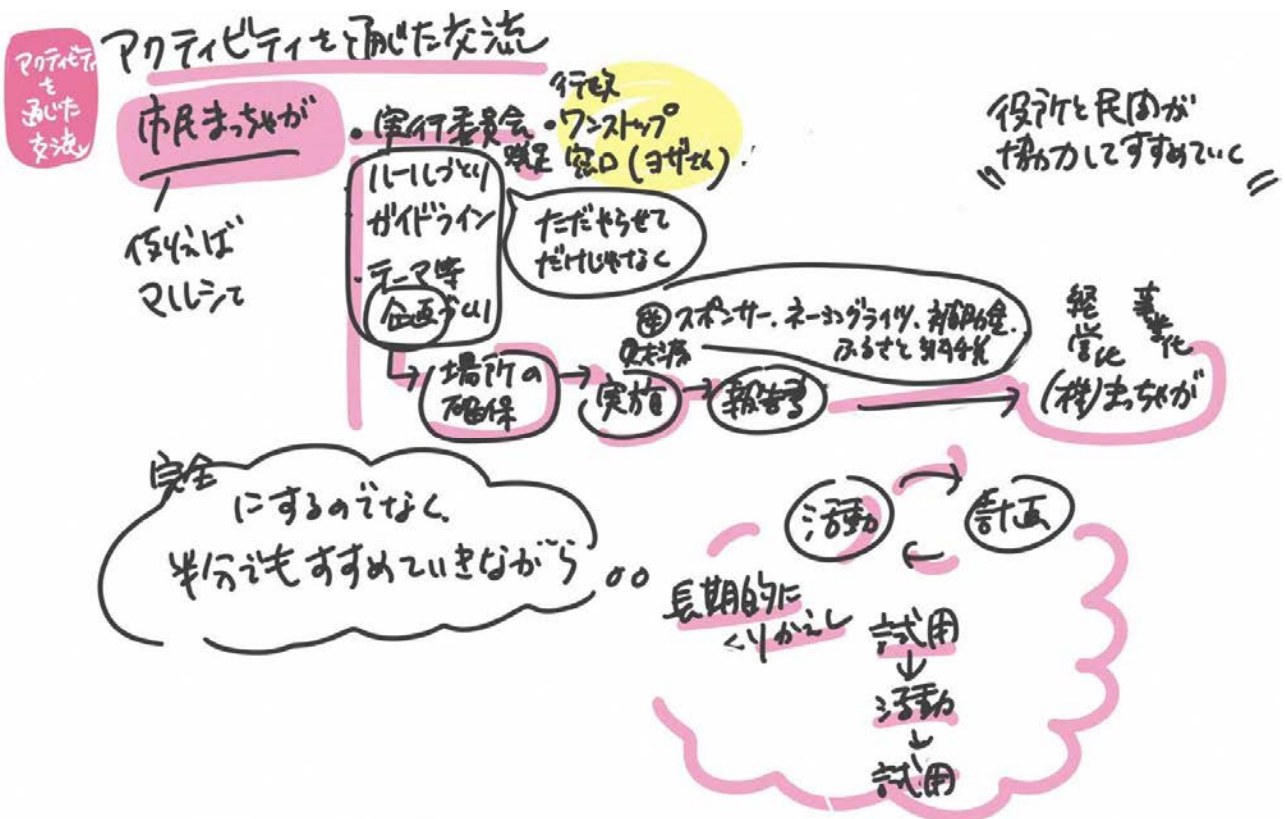 アクティビティ
を
通じた
交流
アクティビティを通じた交流
市民まっちゃが
例えば
マルシェ
・実行委員会
発足
行政
・ワンストップ
窓口(ヨザさん)
役所と民間が
協力してすすめていく
ルールづくり
ガイドライン
・テーマ等
企画づくり
ただやらせて
だけじゃなく
場所の
確保
実施
報告書
スポンサー、ネーミングライツ、補助金、
ふるさと納税
経営化
事業化
(株)まっちゃが
完全
にするのでなく、
半分でもすすめていきながら
活動
計画
長期的に
くりかえし
試用
↓
活動
↓
試用